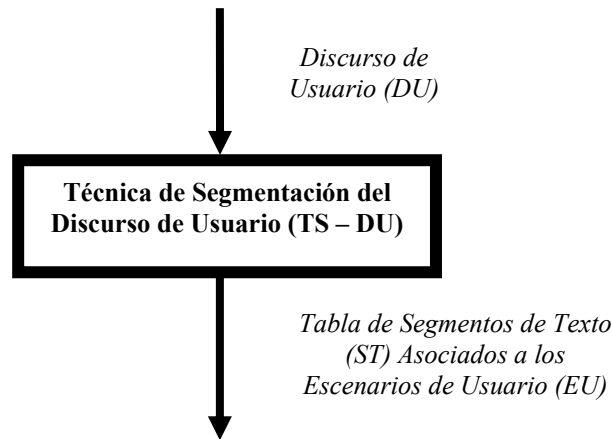 Discurso de
Usuario (DU)
Técnica de Segmentación del
Discurso de Usuario (TS – DU)
Tabla de Segmentos de Texto
(ST) Asociados a los
Escenarios de Usuario (EU)